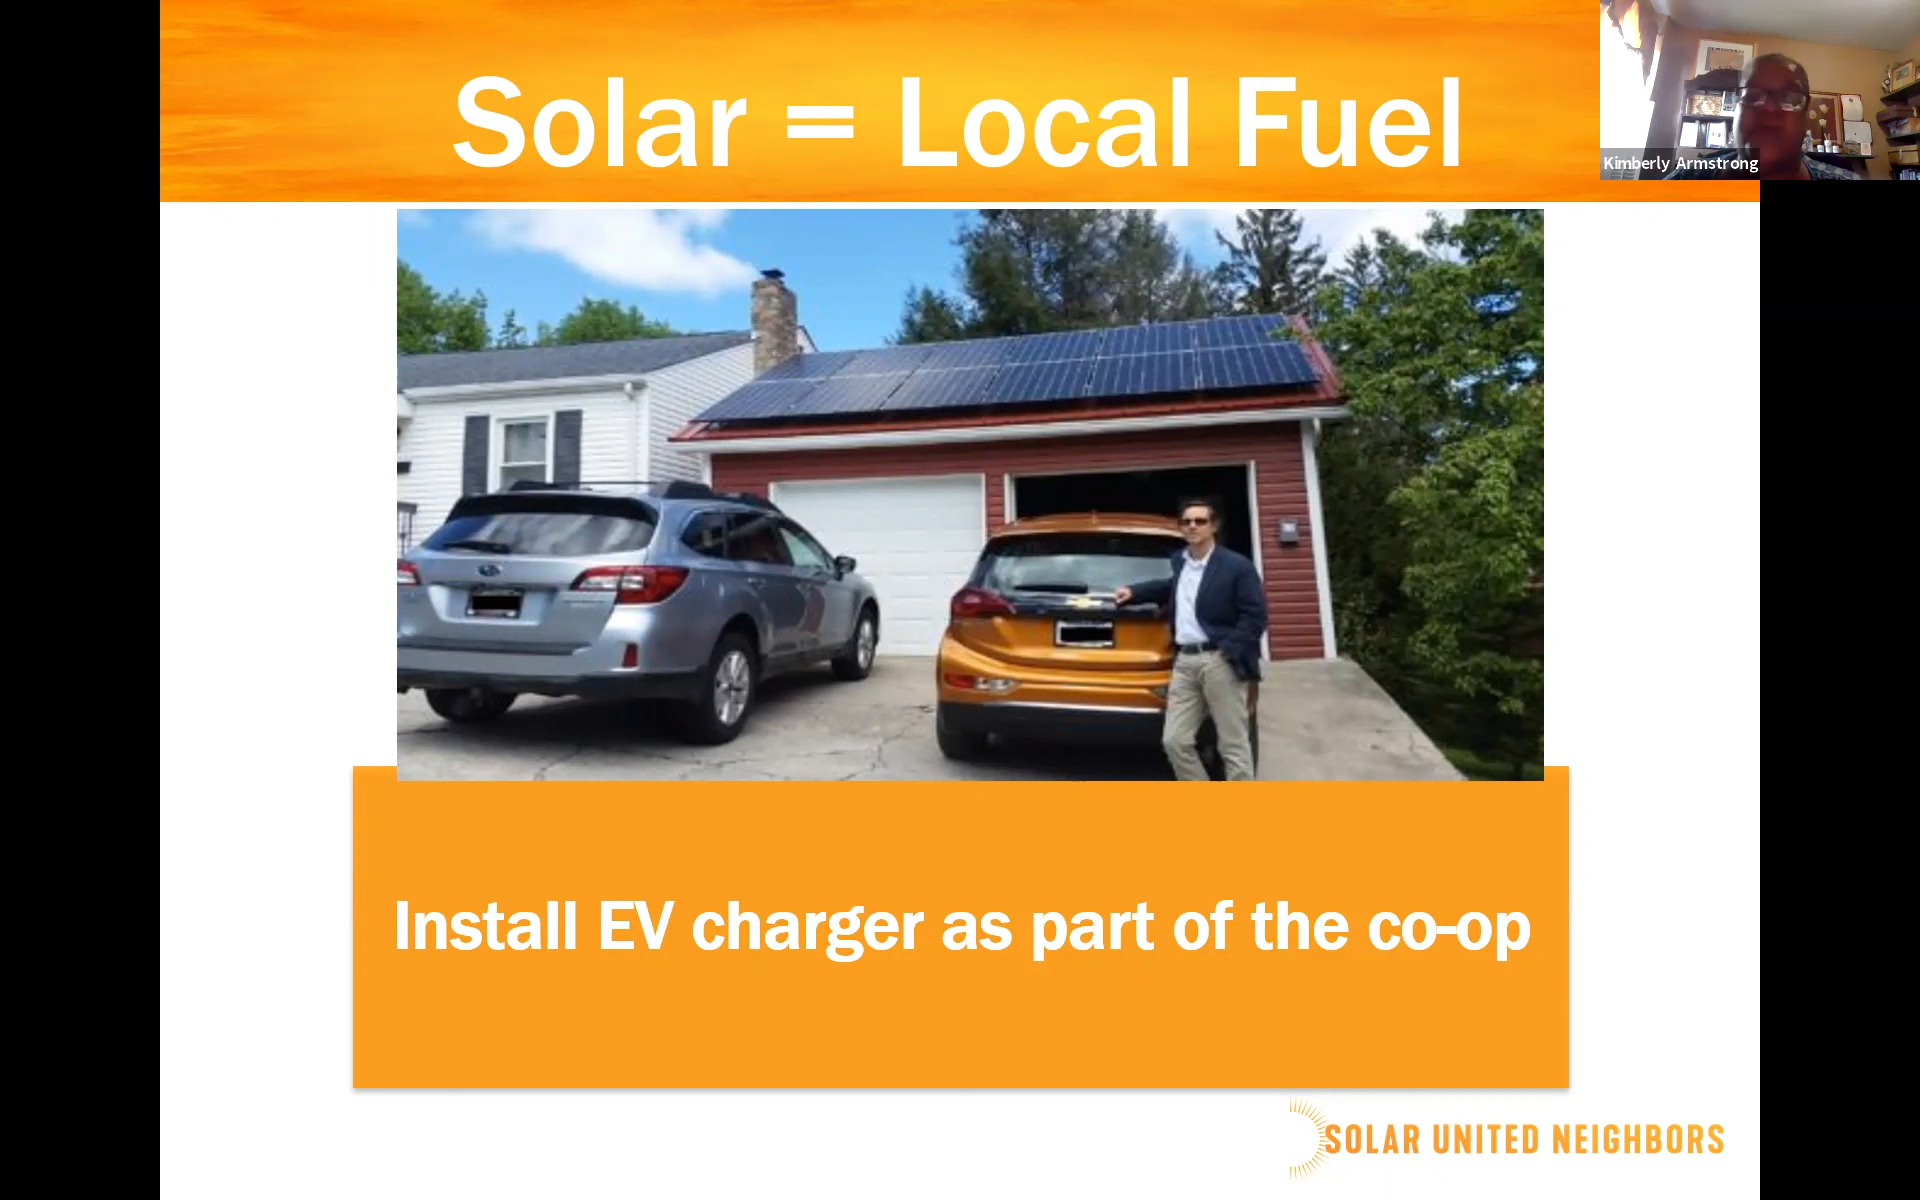 Solar = Local Fuel
Kimberly Armstrong
Install EV charger as part of the co-op
SOLAR UNITED NEIGHBORS